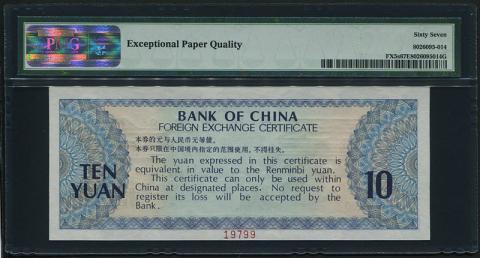 PMG
Exceptional Paper Quality
Sixty Seven
8026095-014
FX5s67E8026095014G
BANK OF CHINA
FOREIGN EXCHANGE CERTIFICATE
本券的元与人民币元等值。
本券只限在中国境内指定的范围使用，不得挂失。
The yuan expressed in this certificate is
equivalent in value to the Renminbi yuan.
This certificate can only be used within
China at designated places. No request to
register its loss will be accepted by the
Bank.
TEN
YUAN
10
19799